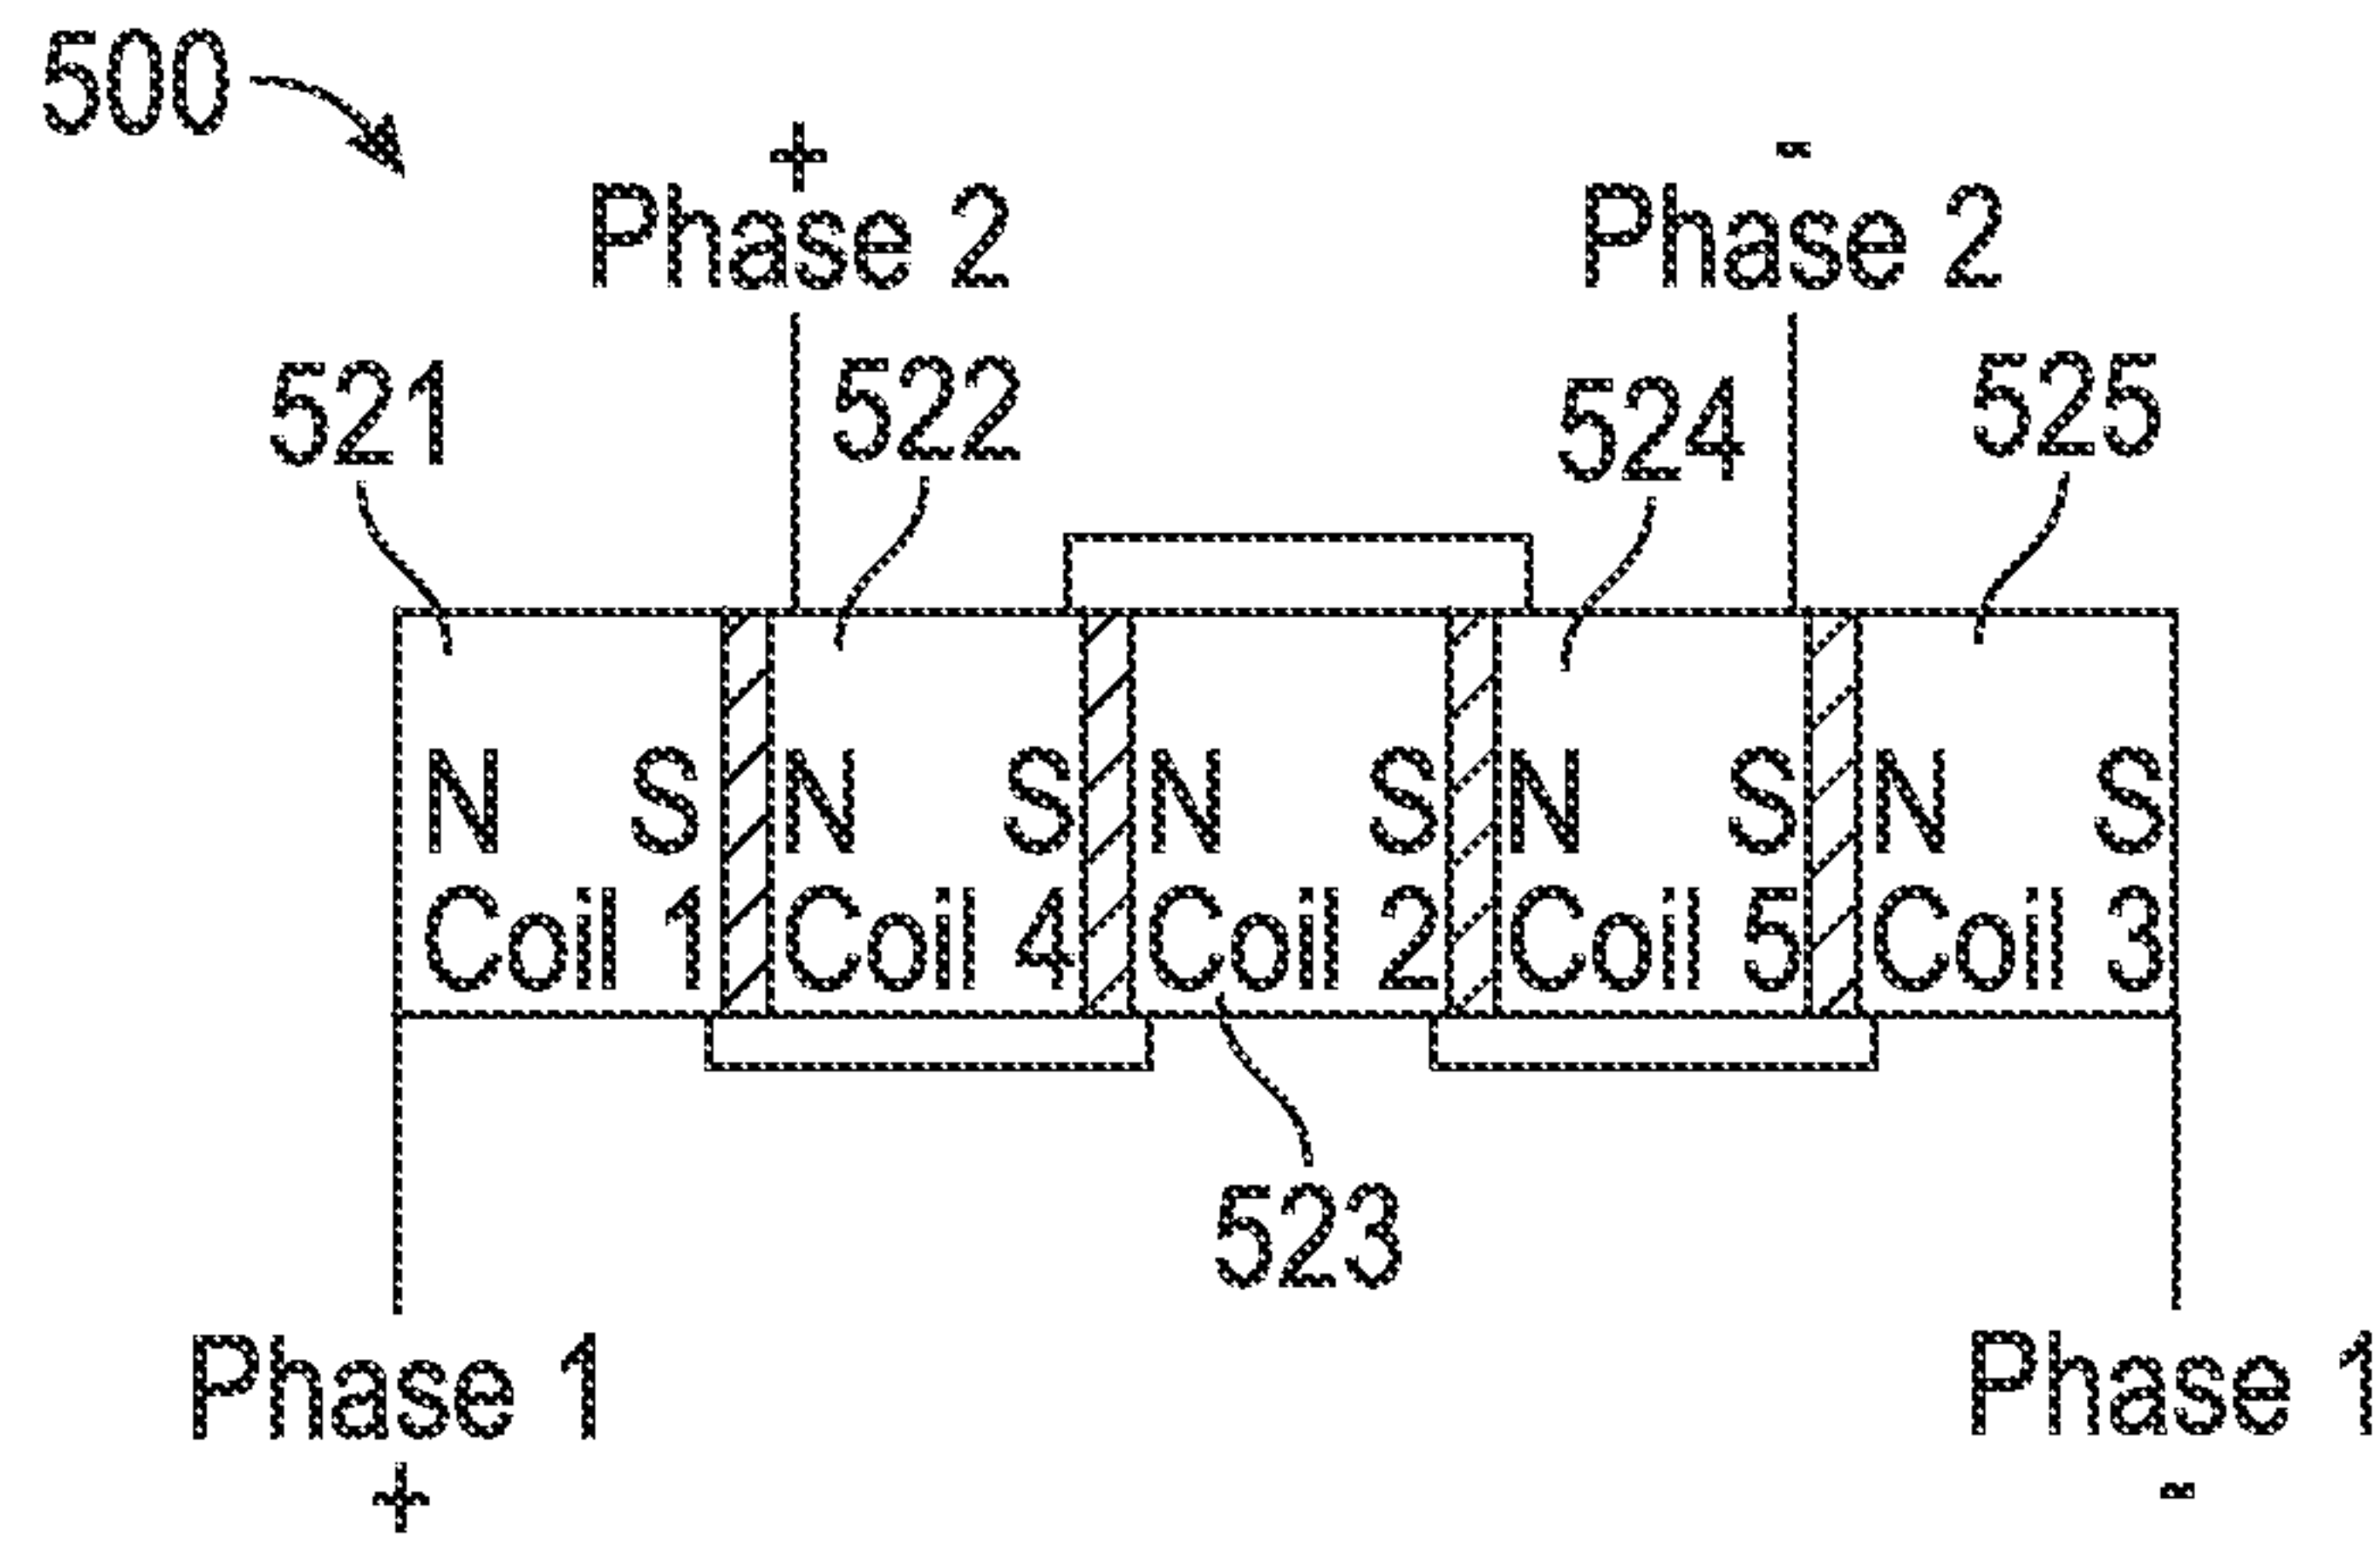 500
+ -
Phase 2 Phase 2
521 522 524 525
N S N S N S N S N S
Coil 1 Coil 4 Coil 2 Coil 5 Coil 3
523
Phase 1 Phase 1
+ -